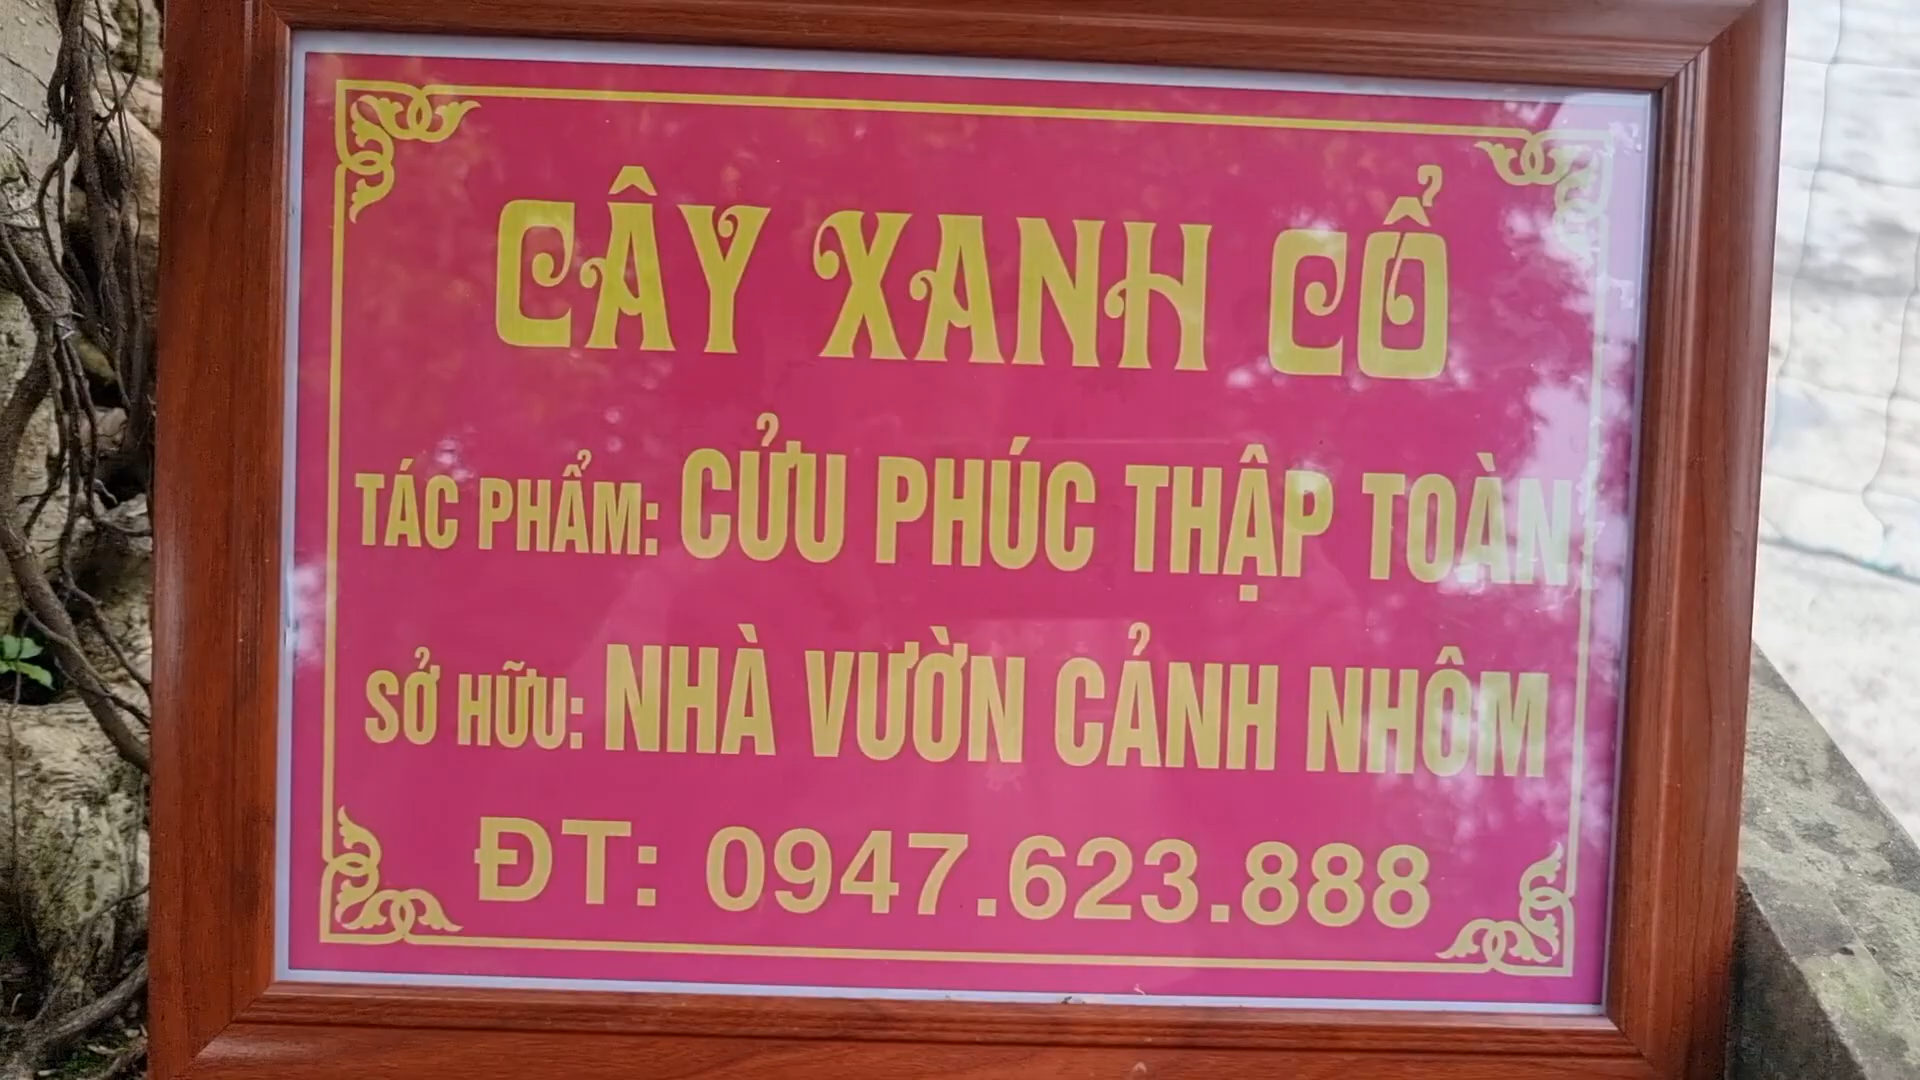 CÂY XANH CỔ
TÁC PHẨM: CỬU PHÚC THẬP TOÀN
SỞ HỮU: NHÀ VƯỜN CẢNH NHÔM
ĐT: 0947.623.888